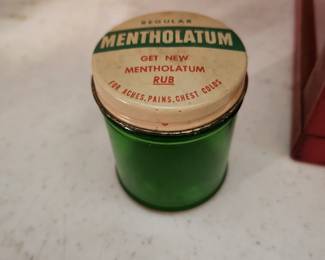 REGULAR
MENTHOLATUM
GET NEW
MENTHOLATUM
RUB
FOR ACHES, PAINS, CHEST COLDS